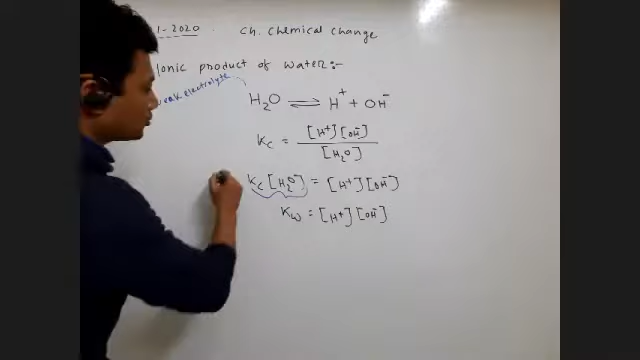 1-2020. Ch. Chemical Change
Ionic product of water:-
weak electrolyte
H₂O ⇌ H⁺ + OH⁻
Kc = [H⁺][OH⁻] / [H₂O]
Kc [H₂O] = [H⁺][OH⁻]
Kw = [H⁺][OH⁻]